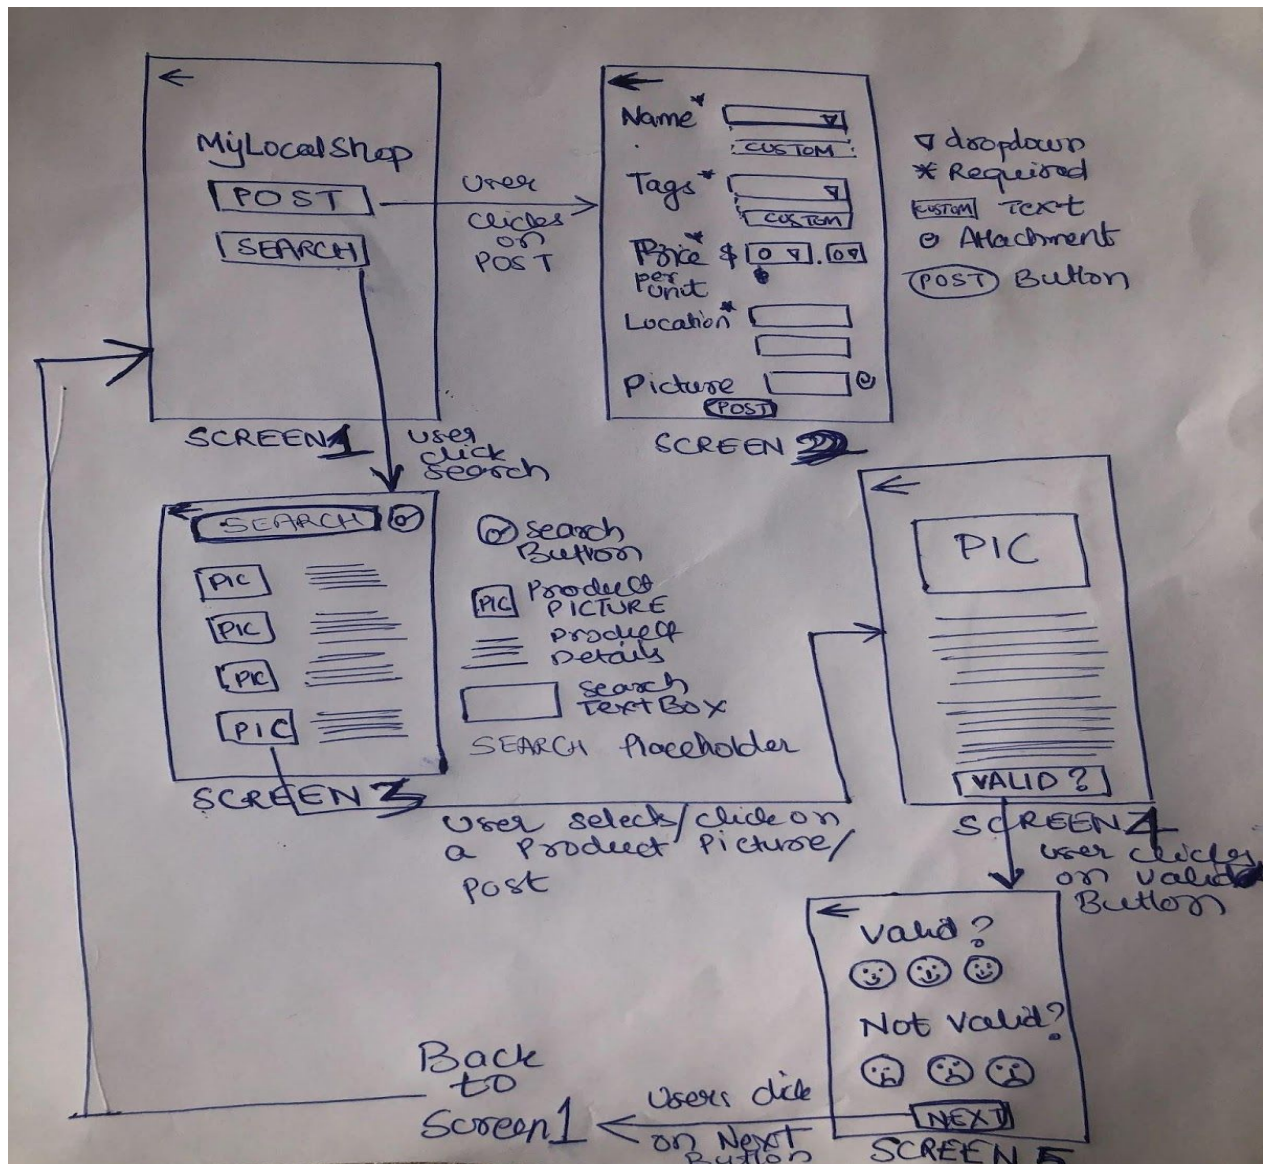 MyLocalShop
POST
SEARCH
SCREEN 1
User
clicks
on
POST
Name*
CUSTOM
Tags*
CUSTOM
Price* $ 0 . 0
per
unit
Location*
Picture
POST
SCREEN 2
dropdown
* Required
CUSTOM Text
Attachment
POST Button
user
click
search
SEARCH
PIC
PIC
PIC
PIC
SCREEN 3
search
Button
PIC Product
PICTURE
Product
Details
Search
TextBox
SEARCH Placeholder
User selects/click on
a Product Picture/
Post
PIC
VALID ?
SCREEN 4
user clicks
on valid
Button
Valid ?
Not Valid?
NEXT
SCREEN 5
Users click
on Next
Button
Back
to
Screen 1